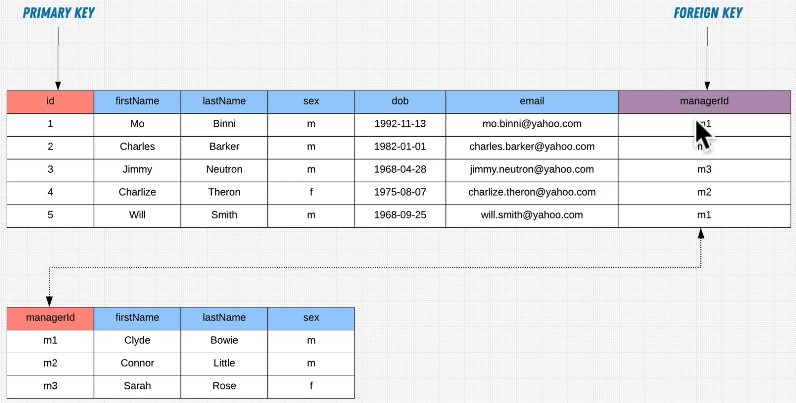 PRIMARY KEY FOREIGN KEY
id firstName lastName sex dob email managerId
1 Mo Binni m 1992-11-13 mo.binni@yahoo.com
2 Charles Barker m 1982-01-01 charles.barker@yahoo.com
3 Jimmy Neutron m 1968-04-28 jimmy.neutron@yahoo.com m3
4 Charlize Theron f 1975-08-07 charlize.theron@yahoo.com m2
5 Will Smith m 1968-09-25 will.smith@yahoo.com m1
managerId firstName lastName sex
m1 Clyde Bowie m
m2 Connor Little m
m3 Sarah Rose f